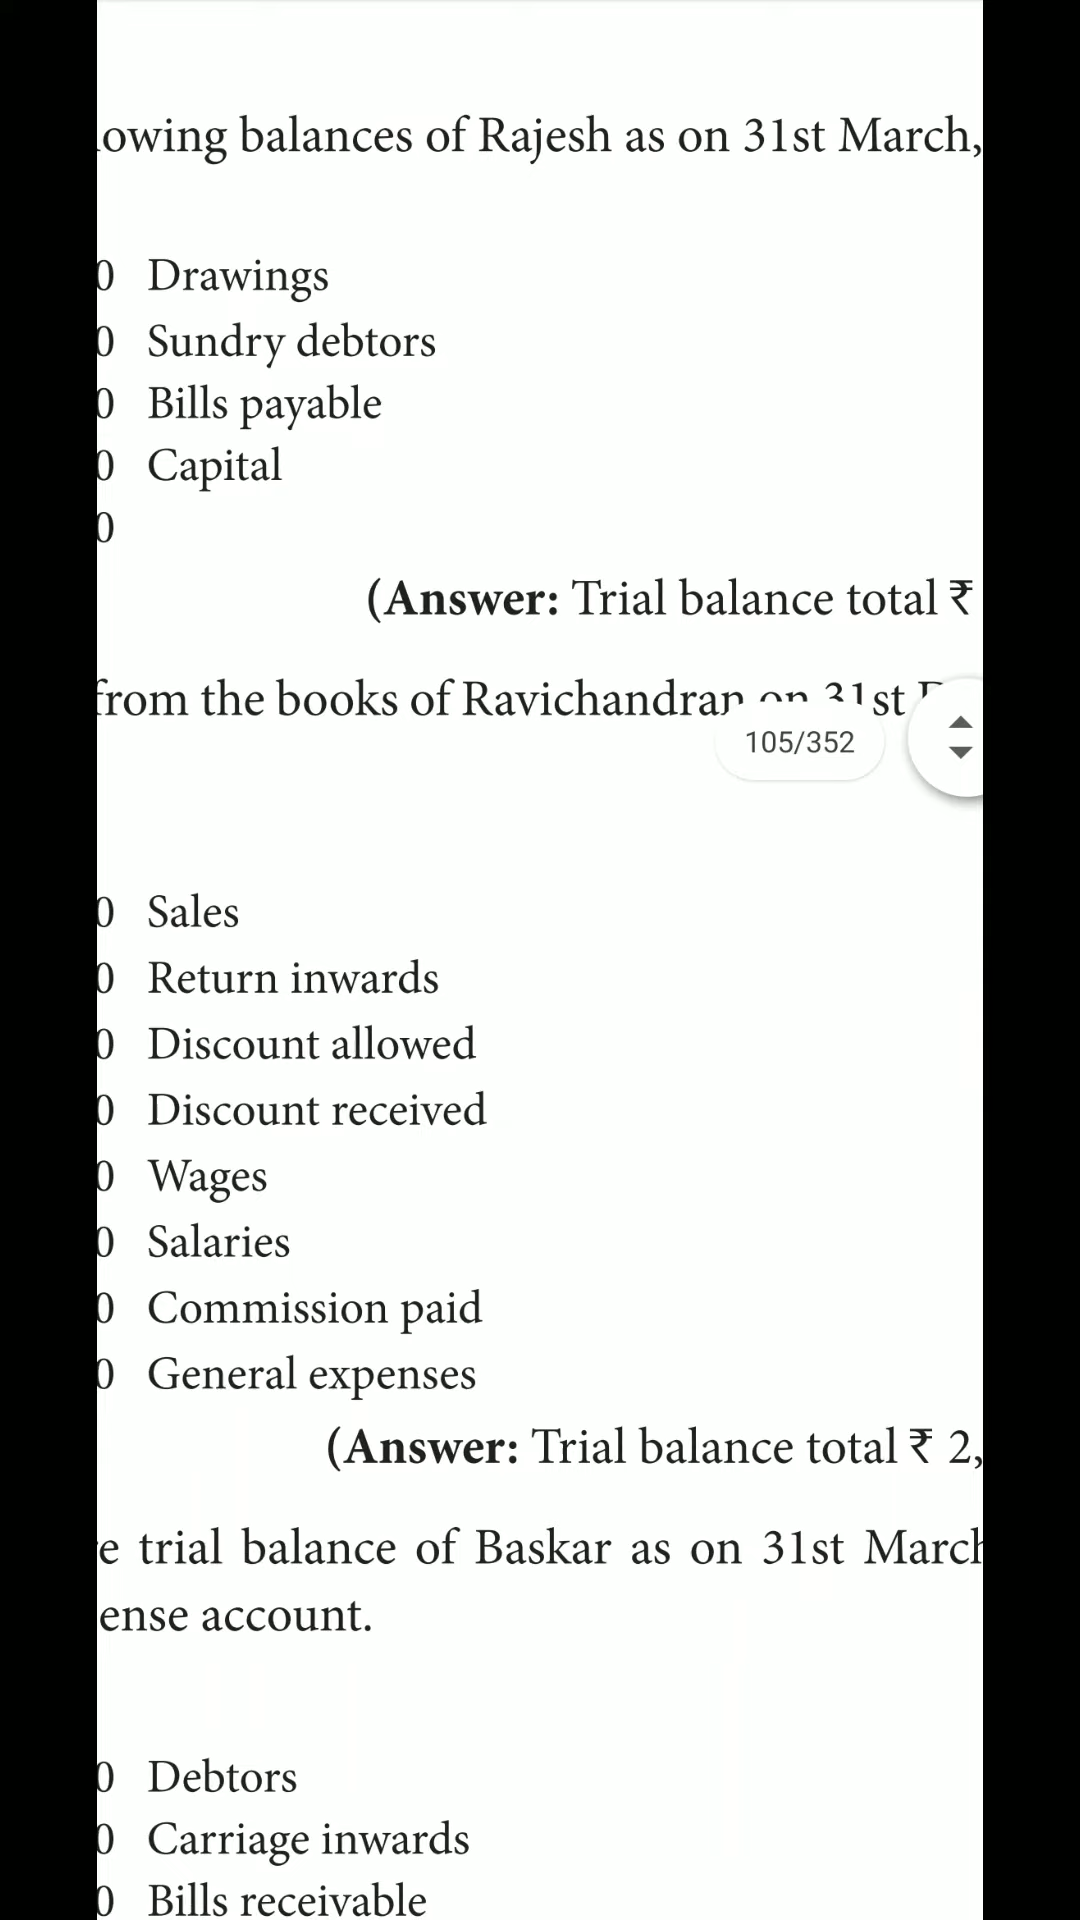 owing balances of Rajesh as on 31st March,
0 Drawings
0 Sundry debtors
0 Bills payable
0 Capital
0
(Answer: Trial balance total ₹
from the books of Ravichandran on 31st
105/352
0 Sales
0 Return inwards
0 Discount allowed
0 Discount received
0 Wages
0 Salaries
0 Commission paid
0 General expenses
(Answer: Trial balance total ₹ 2,
e trial balance of Baskar as on 31st March
ense account.
0 Debtors
0 Carriage inwards
0 Bills receivable